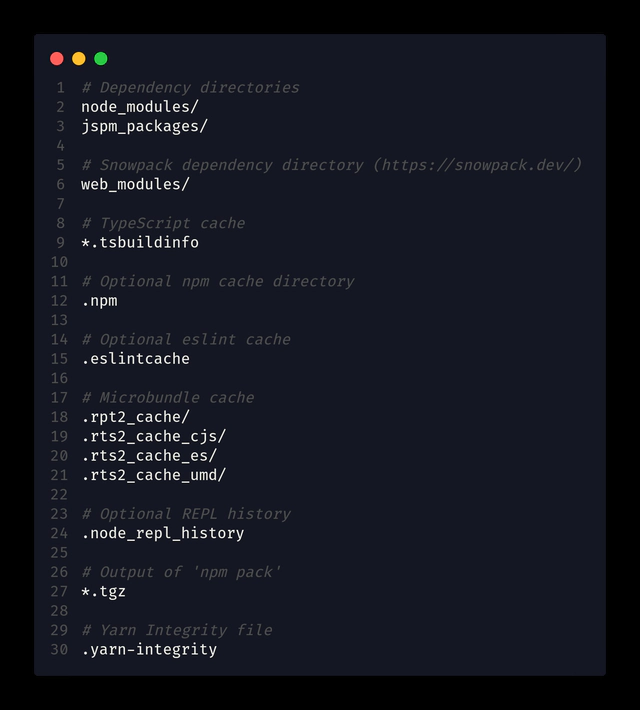 1 # Dependency directories
2 node_modules/
3 jspm_packages/
4
5 # Snowpack dependency directory (https://snowpack.dev/)
6 web_modules/
7
8 # TypeScript cache
9 *.tsbuildinfo
10
11 # Optional npm cache directory
12 .npm
13
14 # Optional eslint cache
15 .eslintcache
16
17 # Microbundle cache
18 .rpt2_cache/
19 .rts2_cache_cjs/
20 .rts2_cache_es/
21 .rts2_cache_umd/
22
23 # Optional REPL history
24 .node_repl_history
25
26 # Output of 'npm pack'
27 *.tgz
28
29 # Yarn Integrity file
30 .yarn-integrity